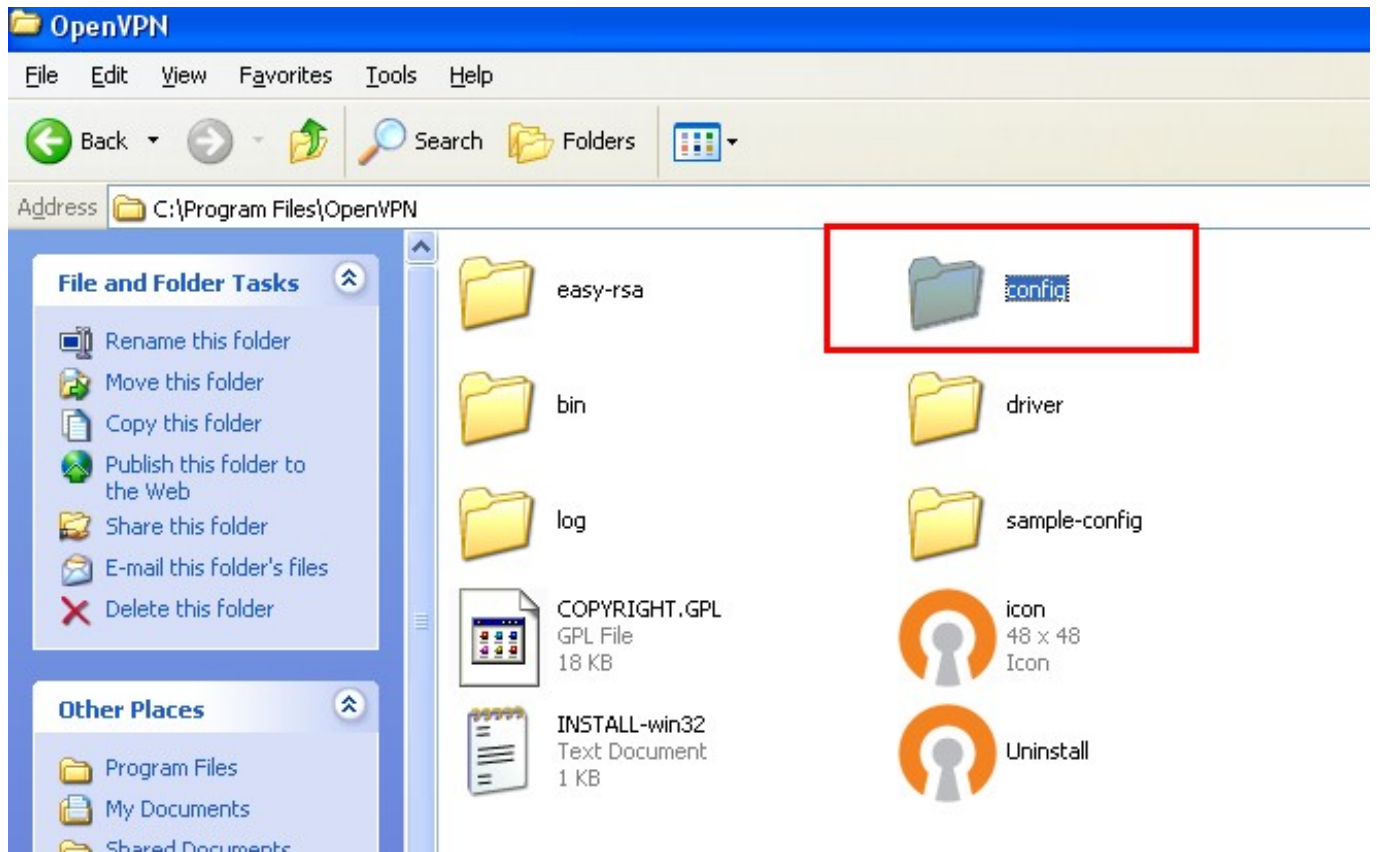 OpenVPN
File Edit View Favorites Tools Help
Back Search Folders
Address C:\Program Files\OpenVPN
File and Folder Tasks
Rename this folder
Move this folder
Copy this folder
Publish this folder to
the Web
Share this folder
E-mail this folder's files
Delete this folder
Other Places
Program Files
My Documents
Shared Documents
easy-rsa
config
bin
driver
log
sample-config
COPYRIGHT.GPL
GPL File
18 KB
icon
48 x 48
Icon
INSTALL-win32
Text Document
1 KB
Uninstall